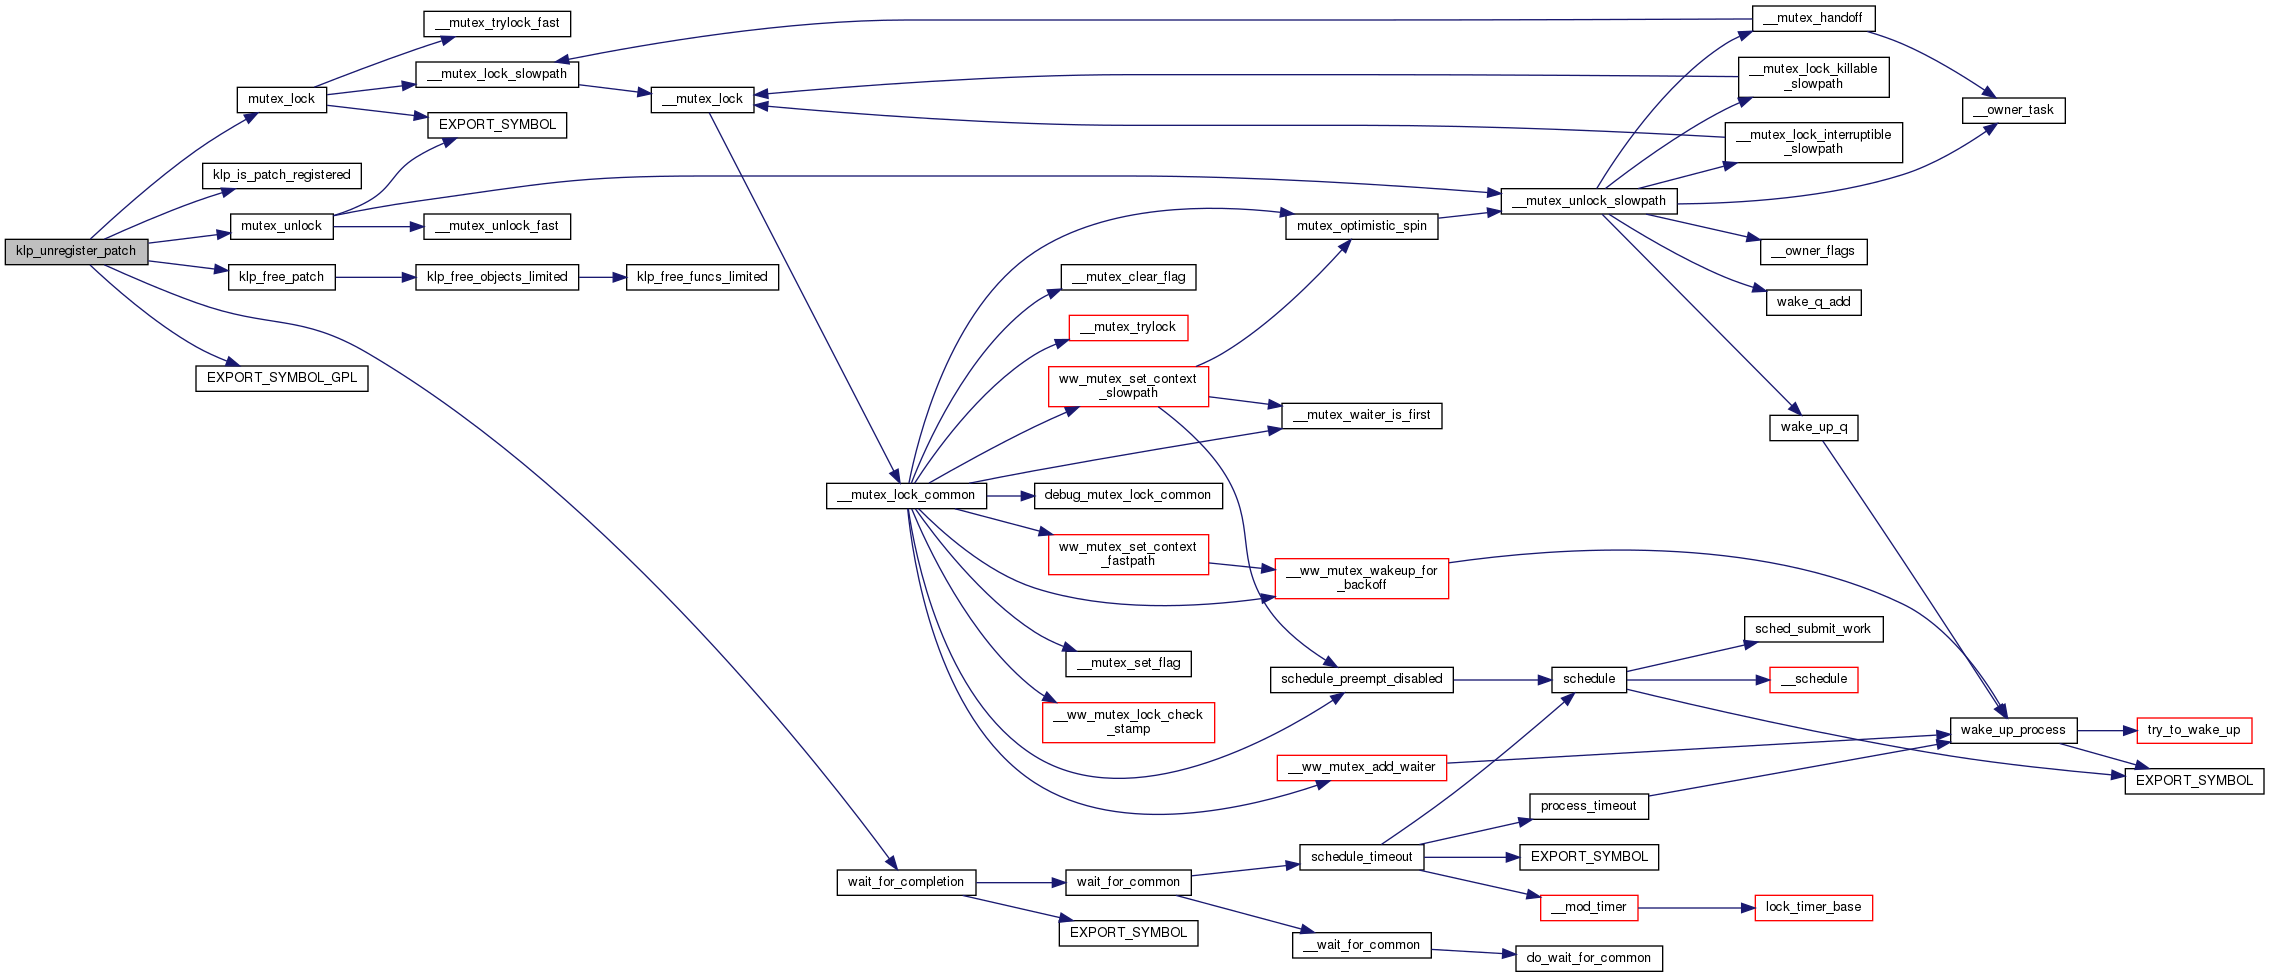 klp_unregister_patch
mutex_lock
klp_is_patch_registered
mutex_unlock
klp_free_patch
EXPORT_SYMBOL_GPL
__mutex_trylock_fast
__mutex_lock_slowpath
EXPORT_SYMBOL
__mutex_unlock_fast
klp_free_objects_limited
klp_free_funcs_limited
__mutex_lock
__mutex_lock_common
wait_for_completion
mutex_optimistic_spin
__mutex_clear_flag
__mutex_trylock
ww_mutex_set_context
_slowpath
__mutex_waiter_is_first
debug_mutex_lock_common
ww_mutex_set_context
_fastpath
__ww_mutex_wakeup_for
_backoff
__mutex_set_flag
schedule_preempt_disabled
__ww_mutex_lock_check
_stamp
__ww_mutex_add_waiter
wait_for_common
EXPORT_SYMBOL
schedule_timeout
__wait_for_common
__mutex_handoff
__mutex_lock_killable
_slowpath
__mutex_lock_interruptible
_slowpath
__owner_task
__mutex_unlock_slowpath
__owner_flags
wake_q_add
wake_up_q
sched_submit_work
schedule
__schedule
wake_up_process
try_to_wake_up
EXPORT_SYMBOL
process_timeout
EXPORT_SYMBOL
__mod_timer
lock_timer_base
do_wait_for_common